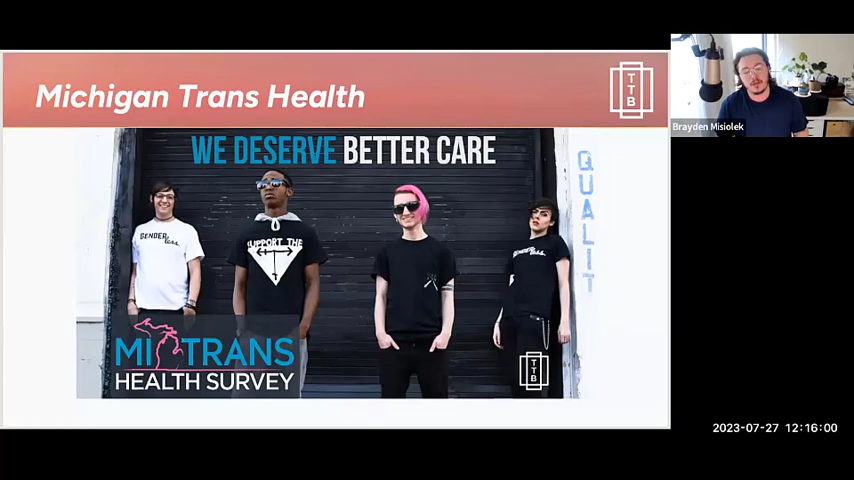 Michigan Trans Health
TTB
Brayden Misiolek
WE DESERVE BETTER CARE
QUALIT
GENDERless.
SUPPORT THE
GENDERless.
MI TRANS
HEALTH SURVEY
TTB
2023-07-27 12:16:00